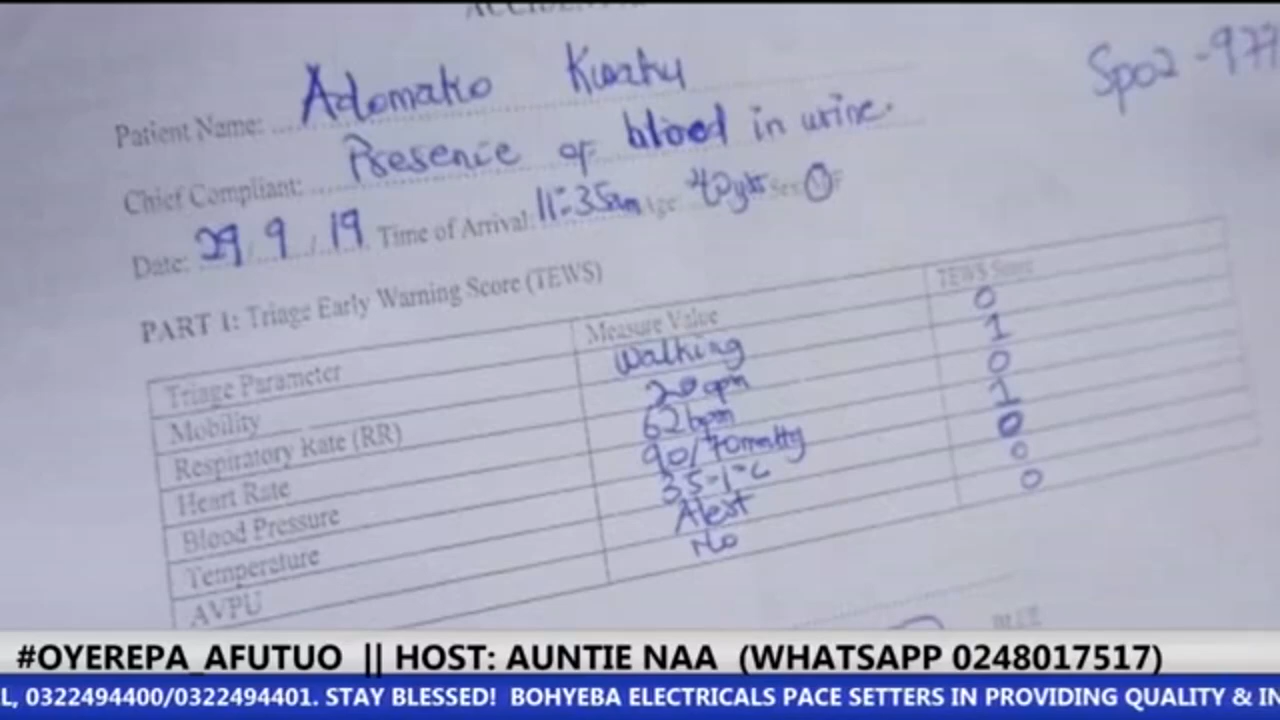 Spo2 - 97%
Patient Name: Adomako Kwaku
Chief Compliant: Presence of blood in urine.
Date: 29/9/19 Time of Arrival: 11:35am Age: 42yrs Sex: F
PART 1: Triage Early Warning Score (TEWS)
Triage Parameter Measure Value TEWS Score
Mobility Walking 0
Respiratory Rate (RR) 20cpm 1
Heart Rate 62bpm 0
Blood Pressure 90/70mmHg 1
Temperature 35.1°C 0
AVPU Alert 0
No 0
#OYEREPA_AFUTUO || HOST: AUNTIE NAA (WHATSAPP 0248017517)
L, 0322494400/0322494401. STAY BLESSED! BOHYEBA ELECTRICALS PACE SETTERS IN PROVIDING QUALITY & IN